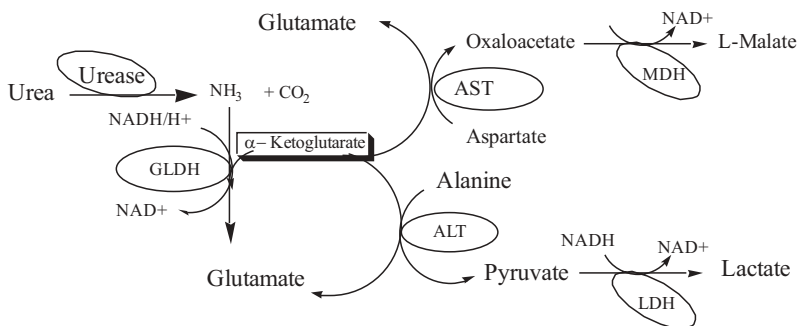 Glutamate
NAD+
Oxaloacetate
L-Malate
MDH
Urease
AST
Urea
NH3 + CO2
NADH/H+
Aspartate
α– Ketoglutarate
GLDH
Alanine
NAD+
ALT
NADH
NAD+
Glutamate
Pyruvate
Lactate
LDH